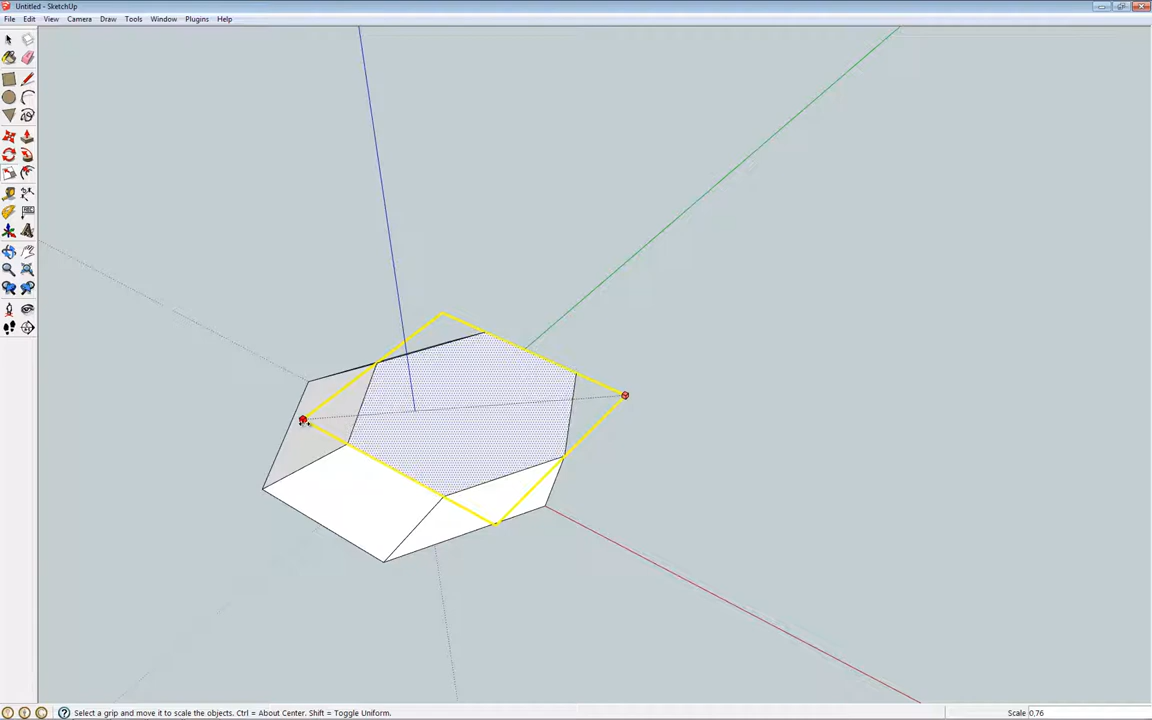 Untitled - SketchUp
File Edit View Camera Draw Tools Window Plugins Help
Select a grip and move it to scale the objects. Ctrl = About Center. Shift = Toggle Uniform.
Scale 0,76